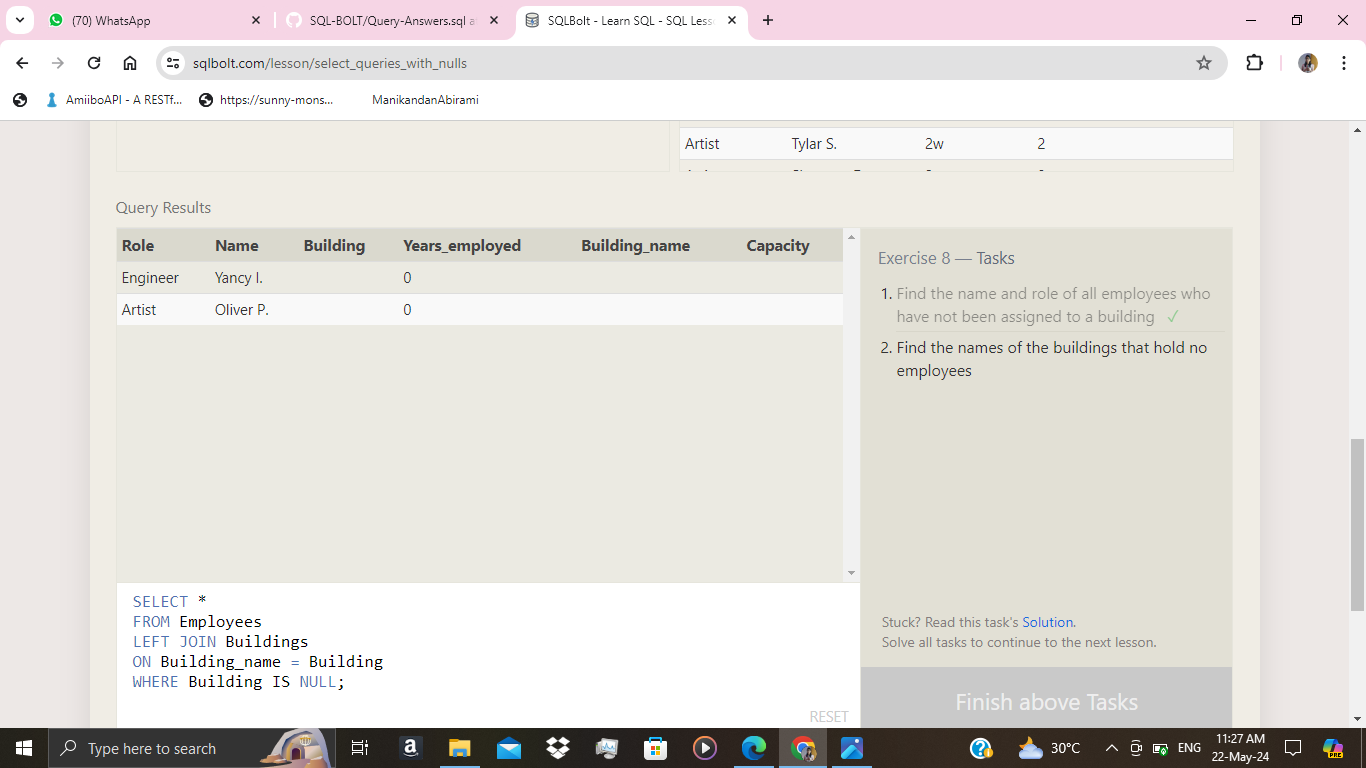 (70) WhatsApp
SQL-BOLT/Query-Answers.sql a
SQLBolt - Learn SQL - SQL Less
sqlbolt.com/lesson/select_queries_with_nulls
AmiiboAPI - A RESTf...
https://sunny-mons...
ManikandanAbirami
Artist Tylar S. 2w 2
Query Results
Role Name Building Years_employed Building_name Capacity
Engineer Yancy I. 0
Artist Oliver P. 0
Exercise 8 — Tasks
1. Find the name and role of all employees who
have not been assigned to a building ✓
2. Find the names of the buildings that hold no
employees
SELECT *
FROM Employees
LEFT JOIN Buildings
ON Building_name = Building
WHERE Building IS NULL;
RESET
Stuck? Read this task's Solution.
Solve all tasks to continue to the next lesson.
Finish above Tasks
Type here to search
30°C
ENG
11:27 AM
22-May-24
PRE